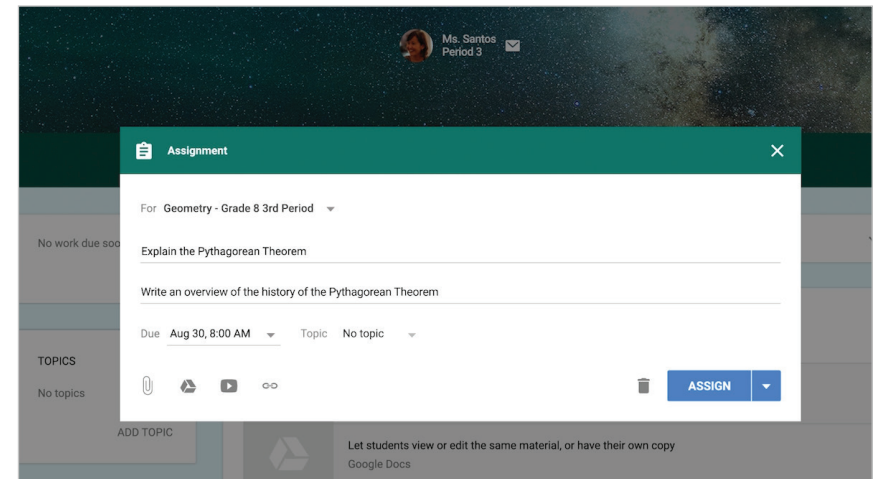 Ms. Santos
Period 3
Assignment
For Geometry - Grade 8 3rd Period
No work due soo
Explain the Pythagorean Theorem
Write an overview of the history of the Pythagorean Theorem
Due Aug 30, 8:00 AM Topic No topic
TOPICS
No topics
ASSIGN
ADD TOPIC
Let students view or edit the same material, or have their own copy
Google Docs